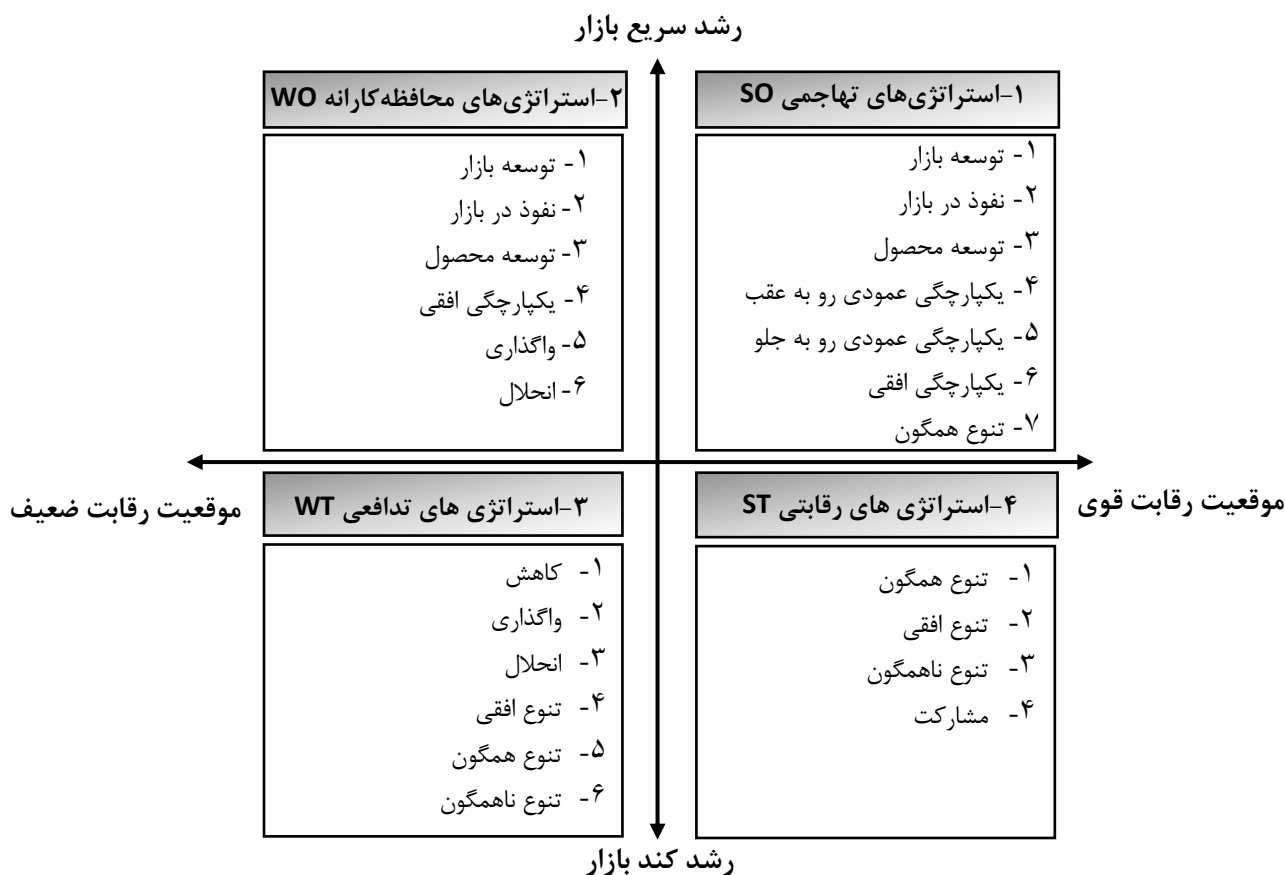 رشد سریع بازار
۱-استراتژی‌های تهاجمی SO
۱- توسعه بازار
۲- نفوذ در بازار
۳- توسعه محصول
۴- یکپارچگی عمودی رو به عقب
۵- یکپارچگی عمودی رو به جلو
۶- یکپارچگی افقی
۷- تنوع همگون
۲-استراتژی‌های محافظه‌کارانه WO
۱- توسعه بازار
۲- نفوذ در بازار
۳- توسعه محصول
۴- یکپارچگی افقی
۵- واگذاری
۶- انحلال
موقعیت رقابت قوی
موقعیت رقابت ضعیف
۴-استراتژی های رقابتی ST
۱- تنوع همگون
۲- تنوع افقی
۳- تنوع ناهمگون
۴- مشارکت
۳-استراتژی های تدافعی WT
۱- کاهش
۲- واگذاری
۳- انحلال
۴- تنوع افقی
۵- تنوع همگون
۶- تنوع ناهمگون
رشد کند بازار